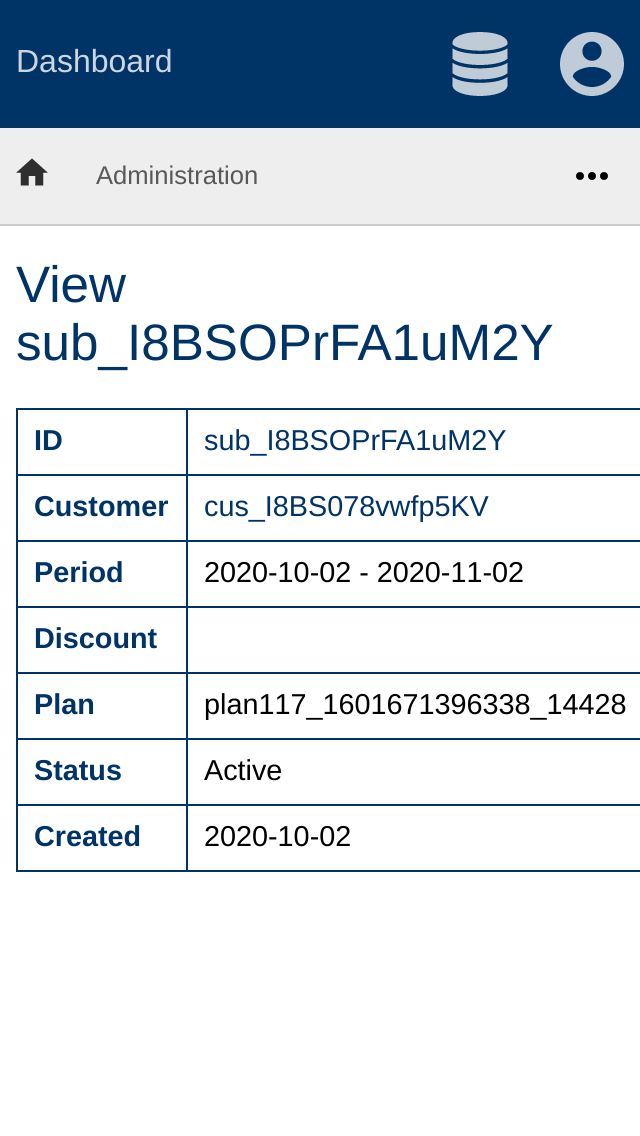 Dashboard
Administration
View
sub_I8BSOPrFA1uM2Y
ID sub_I8BSOPrFA1uM2Y
Customer cus_I8BS078vwfp5KV
Period 2020-10-02 - 2020-11-02
Discount
Plan plan117_1601671396338_14428
Status Active
Created 2020-10-02